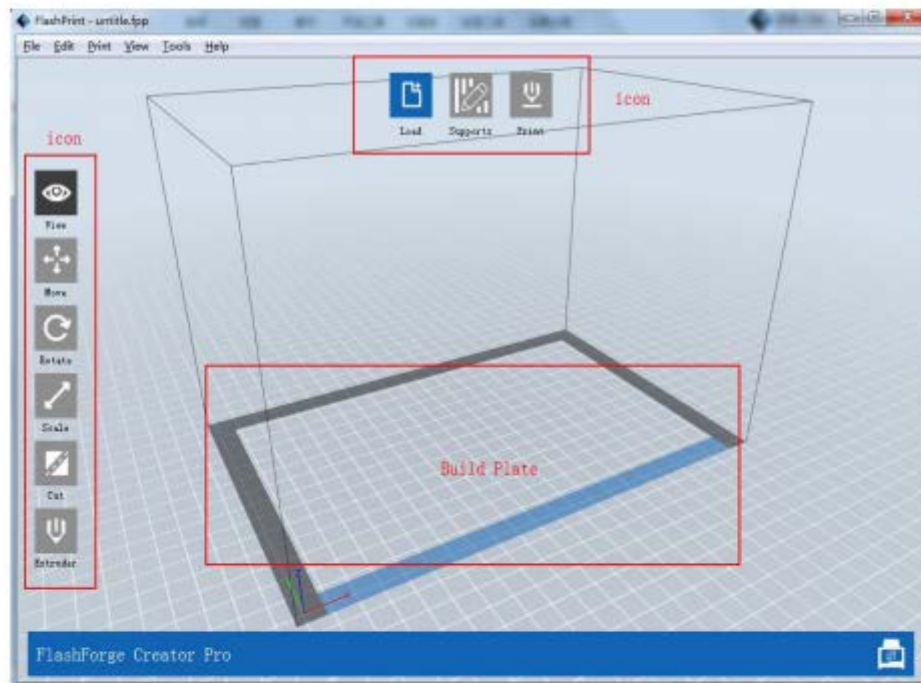 FlashPrint - untitle.fpp
File Edit Print View Tools Help
Load Supports Print
icon
icon
View
Move
Rotate
Scale
Cut
Extruder
Build Plate
Z
FlashForge Creator Pro